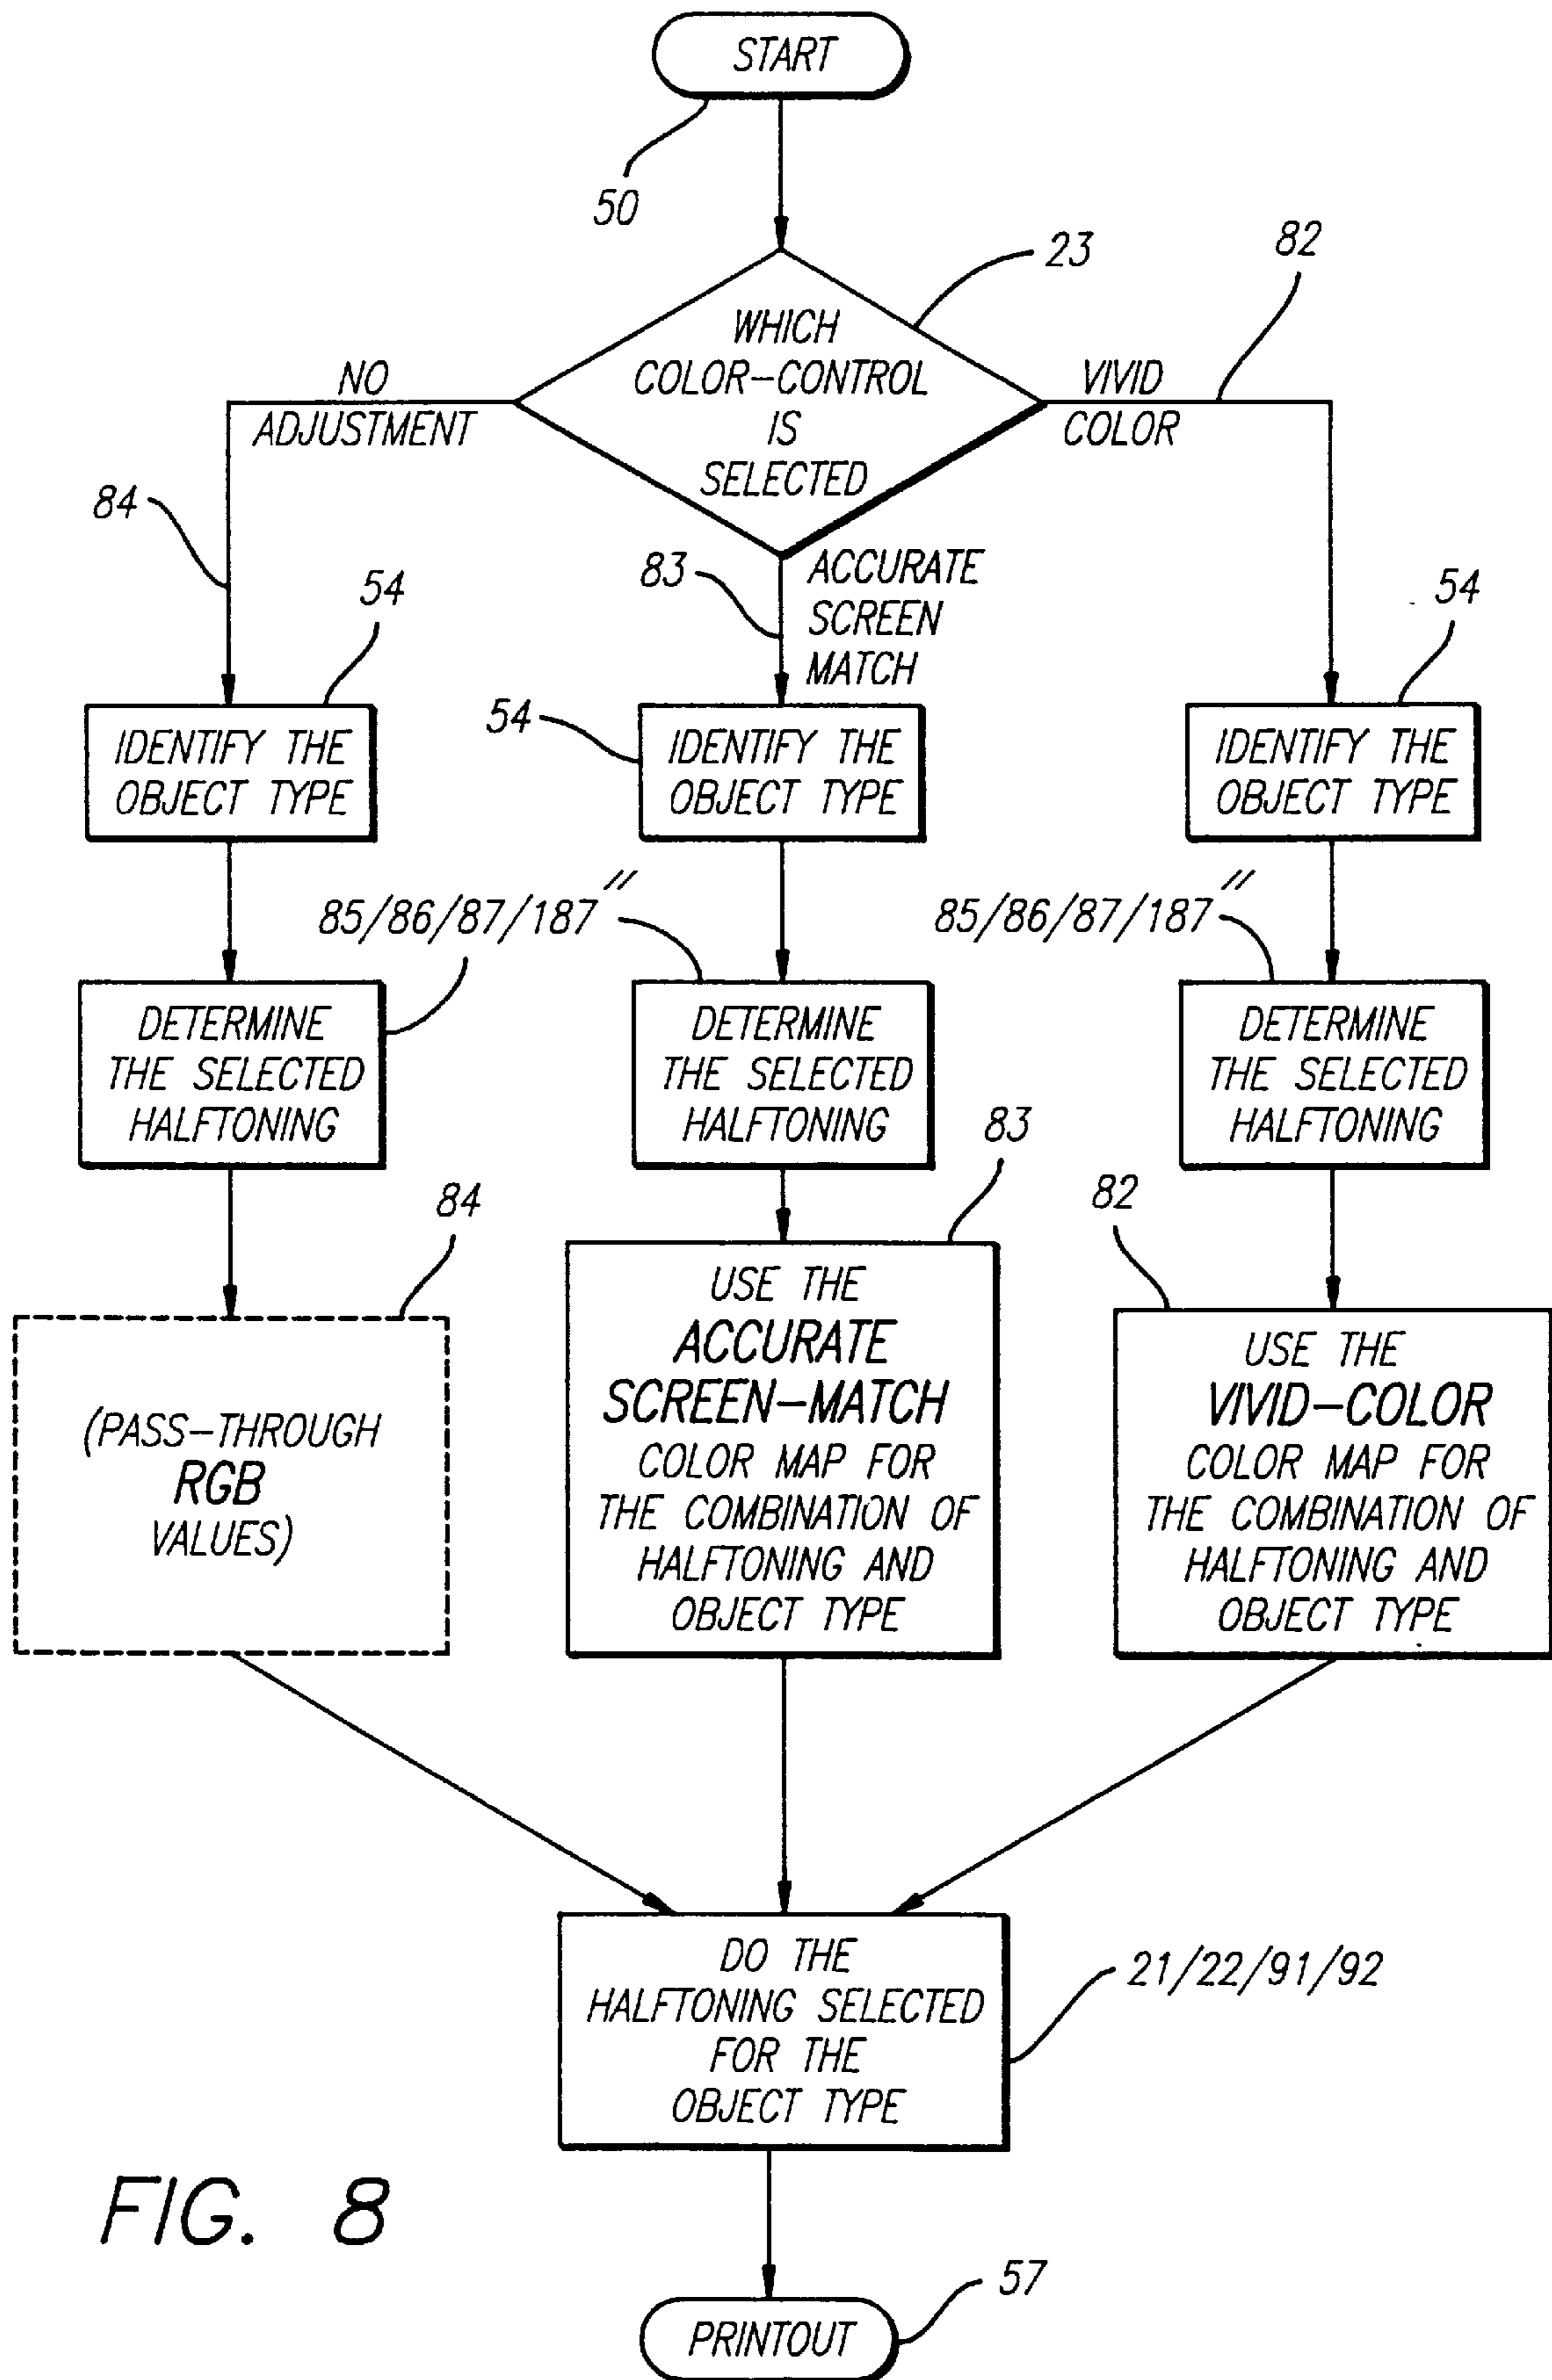 START
50
23
82
WHICH
COLOR-CONTROL
IS
SELECTED
NO
ADJUSTMENT
VIVID
COLOR
84
83
ACCURATE
SCREEN
MATCH
54
54
54
IDENTIFY THE
OBJECT TYPE
IDENTIFY THE
OBJECT TYPE
IDENTIFY THE
OBJECT TYPE
85/86/87/187"
85/86/87/187"
DETERMINE
THE SELECTED
HALFTONING
DETERMINE
THE SELECTED
HALFTONING
DETERMINE
THE SELECTED
HALFTONING
84
83
82
(PASS-THROUGH
RGB
VALUES)
USE THE
ACCURATE
SCREEN-MATCH
COLOR MAP FOR
THE COMBINATION OF
HALFTONING AND
OBJECT TYPE
USE THE
VIVID-COLOR
COLOR MAP FOR
THE COMBINATION OF
HALFTONING AND
OBJECT TYPE
DO THE
HALFTONING SELECTED
FOR THE
OBJECT TYPE
21/22/91/92
FIG. 8
57
PRINTOUT